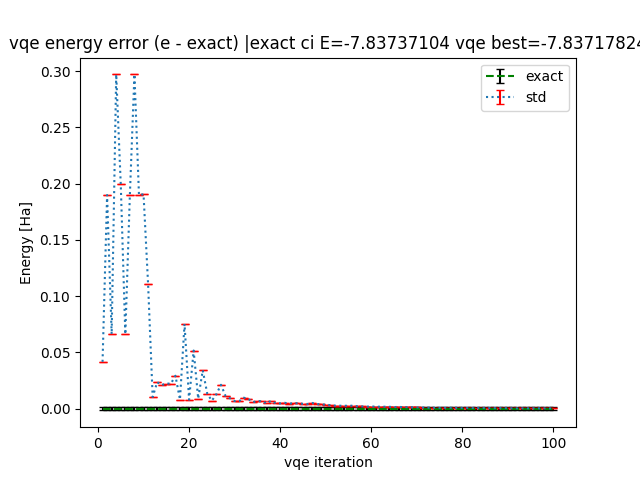 vqe energy error (e - exact) |exact ci E=-7.83737104 vqe best=-7.83717824
exact
std
Energy [Ha]
0.30
0.25
0.20
0.15
0.10
0.05
0.00
0 20 40 60 80 100
vqe iteration